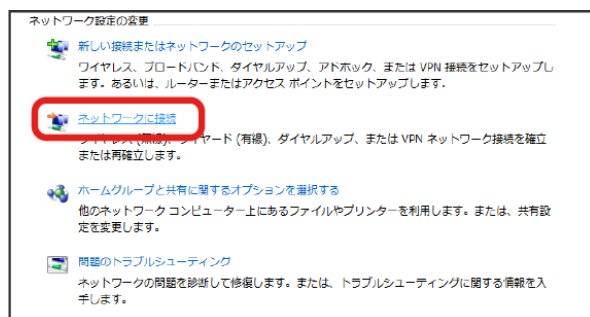 ネットワーク設定の変更
新しい接続またはネットワークのセットアップ
ワイヤレス、ブロードバンド、ダイヤルアップ、アドホック、または VPN 接続をセットアップし
ます。あるいは、ルーターまたはアクセス ポイントをセットアップします。
ネットワークに接続
ワイヤレス (無線)、ワイヤード (有線)、ダイヤルアップ、または VPN ネットワーク接続を確立
または再確立します。
ホームグループと共有に関するオプションを選択する
他のネットワーク コンピューター上にあるファイルやプリンターを利用します。または、共有設
定を変更します。
問題のトラブルシューティング
ネットワークの問題を診断して修復します。または、トラブルシューティングに関する情報を入
手します。